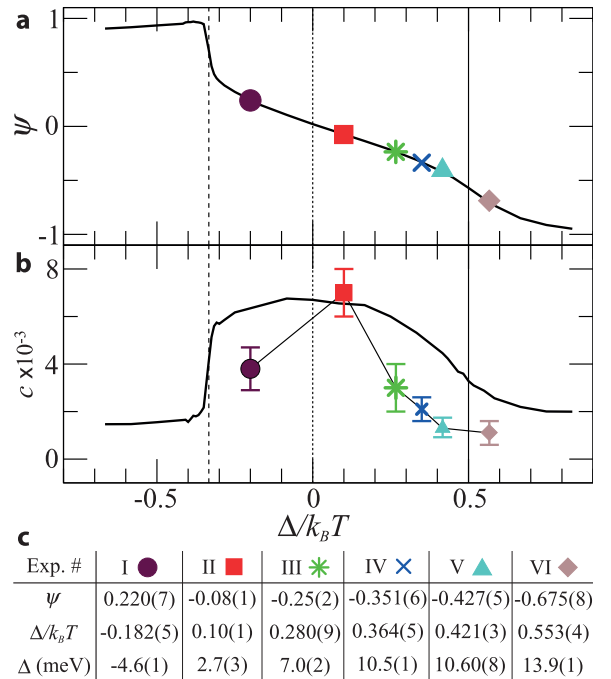 a
1
0
-1
ψ
b
8
4
0
c x10⁻³
-0.5 0 0.5
Δ/k_BT
c
Exp. # I II III IV V VI
ψ 0.220(7) -0.08(1) -0.25(2) -0.351(6) -0.427(5) -0.675(8)
Δ/k_BT -0.182(5) 0.10(1) 0.280(9) 0.364(5) 0.421(3) 0.553(4)
Δ (meV) -4.6(1) 2.7(3) 7.0(2) 10.5(1) 10.60(8) 13.9(1)